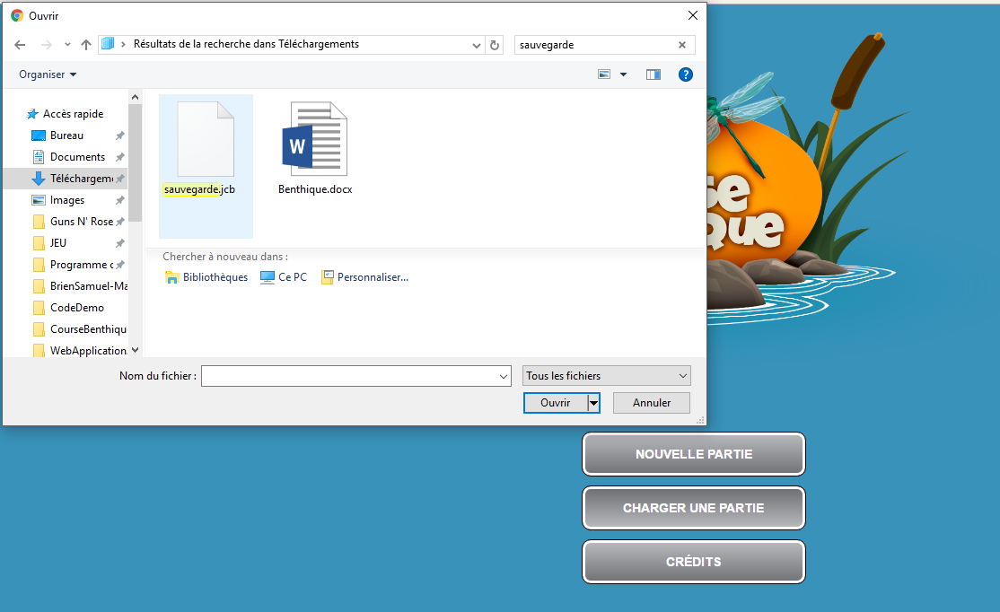 Ouvrir
Résultats de la recherche dans Téléchargements
sauvegarde
Organiser
Accès rapide
Bureau
Documents
Téléchargem
Images
Guns N' Rose
JEU
Programme
BrienSamuel-Ma
CodeDemo
CourseBenthiqu
WebApplication
sauvegarde.jcb
W
Benthique.docx
Chercher à nouveau dans :
Bibliothèques
Ce PC
Personnaliser...
Nom du fichier :
Tous les fichiers
Ouvrir
Annuler
se
que
NOUVELLE PARTIE
CHARGER UNE PARTIE
CRÉDITS